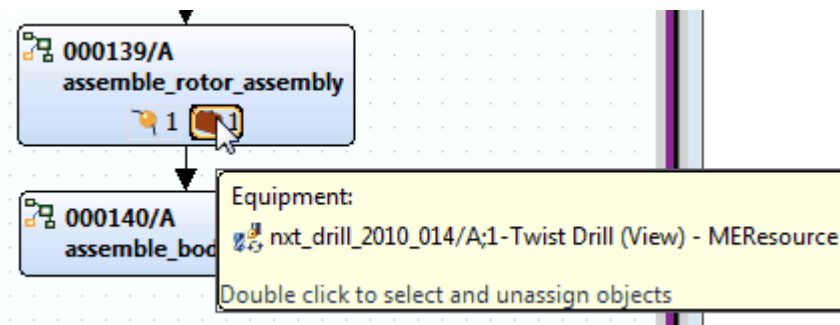 000139/A
assemble_rotor_assembly
1 1
Equipment:
nxt_drill_2010_014/A;1-Twist Drill (View) - MEResource
Double click to select and unassign objects
000140/A
assemble_bod